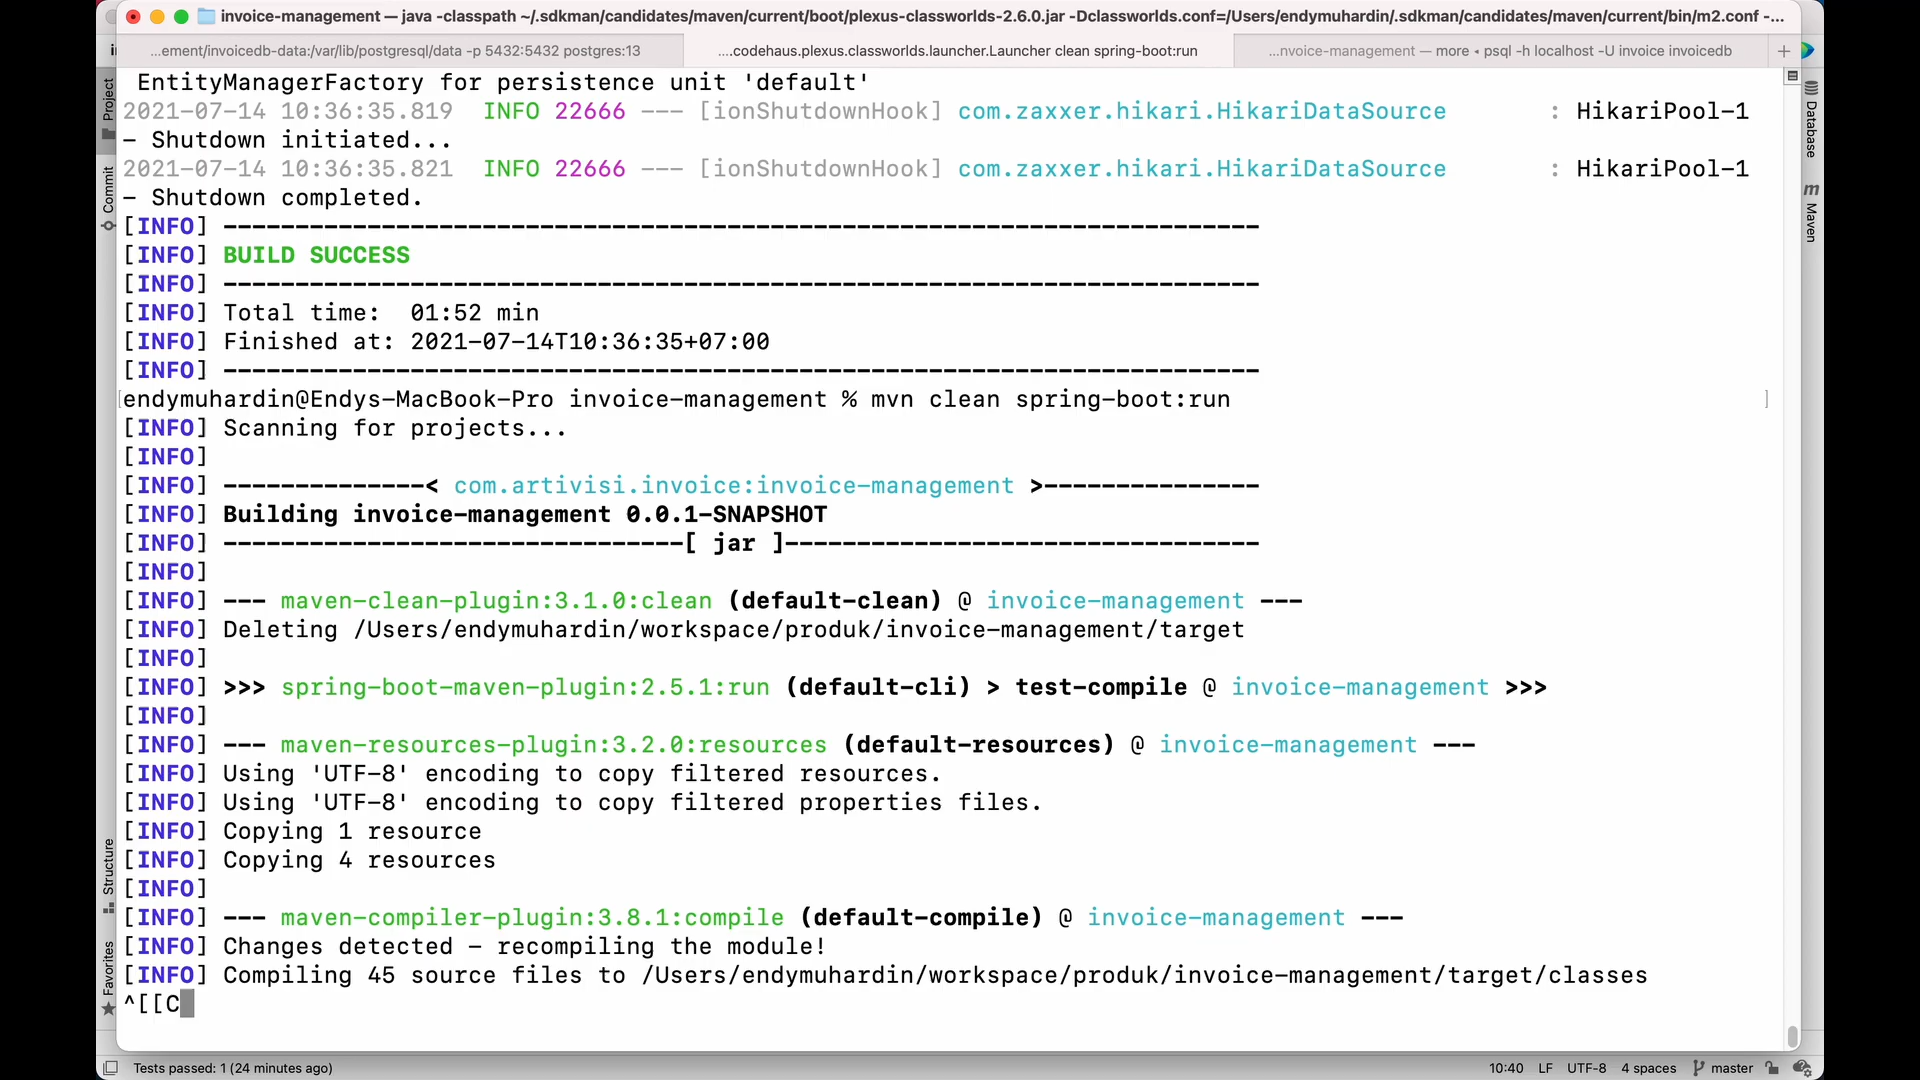 invoice-management — java -classpath ~/.sdkman/candidates/maven/current/boot/plexus-classworlds-2.6.0.jar -Dclassworlds.conf=/Users/endymuhardin/.sdkman/candidates/maven/current/bin/m2.conf -...
...ement/invoicedb-data:/var/lib/postgresql/data -p 5432:5432 postgres:13
....codehaus.plexus.classworlds.launcher.Launcher clean spring-boot:run
...nvoice-management — more ◂ psql -h localhost -U invoice invoicedb
+
EntityManagerFactory for persistence unit 'default'
2021-07-14 10:36:35.819  INFO 22666 --- [ionShutdownHook] com.zaxxer.hikari.HikariDataSource       : HikariPool-1
- Shutdown initiated...
2021-07-14 10:36:35.821  INFO 22666 --- [ionShutdownHook] com.zaxxer.hikari.HikariDataSource       : HikariPool-1
- Shutdown completed.
[INFO] ------------------------------------------------------------------------
[INFO] BUILD SUCCESS
[INFO] ------------------------------------------------------------------------
[INFO] Total time:  01:52 min
[INFO] Finished at: 2021-07-14T10:36:35+07:00
[INFO] ------------------------------------------------------------------------
[endymuhardin@Endys-MacBook-Pro invoice-management % mvn clean spring-boot:run ]
[INFO] Scanning for projects...
[INFO]
[INFO] --------------< com.artivisi.invoice:invoice-management >---------------
[INFO] Building invoice-management 0.0.1-SNAPSHOT
[INFO] --------------------------------[ jar ]---------------------------------
[INFO]
[INFO] --- maven-clean-plugin:3.1.0:clean (default-clean) @ invoice-management ---
[INFO] Deleting /Users/endymuhardin/workspace/produk/invoice-management/target
[INFO]
[INFO] >>> spring-boot-maven-plugin:2.5.1:run (default-cli) > test-compile @ invoice-management >>>
[INFO]
[INFO] --- maven-resources-plugin:3.2.0:resources (default-resources) @ invoice-management ---
[INFO] Using 'UTF-8' encoding to copy filtered resources.
[INFO] Using 'UTF-8' encoding to copy filtered properties files.
[INFO] Copying 1 resource
[INFO] Copying 4 resources
[INFO]
[INFO] --- maven-compiler-plugin:3.8.1:compile (default-compile) @ invoice-management ---
[INFO] Changes detected - recompiling the module!
[INFO] Compiling 45 source files to /Users/endymuhardin/workspace/produk/invoice-management/target/classes
^[[C
Project
Commit
Structure
Favorites
Database
m
Maven
Tests passed: 1 (24 minutes ago)
10:40 LF UTF-8 4 spaces master